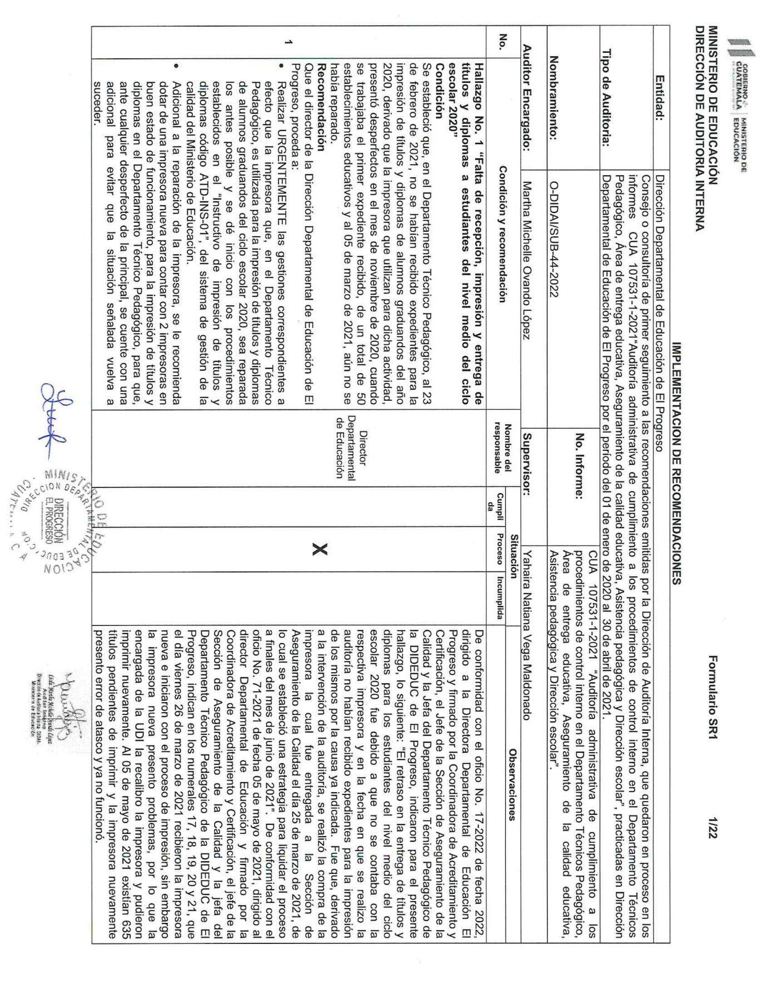 GOBIERNO de
GUATEMALA
MINISTERIO DE
EDUCACIÓN
MINISTERIO DE EDUCACIÓN
DIRECCIÓN DE AUDITORIA INTERNA
Formulario SR1
1/22
IMPLEMENTACION DE RECOMENDACIONES
Entidad:
Dirección Departamental de Educación de El Progreso
Tipo de Auditoria:
Consejo o consultoría de primer seguimiento a las recomendaciones emitidas por la Dirección de Auditoría Interna, que quedaron en proceso en los
informes CUA 107531-1-2021"Auditoría administrativa de cumplimiento a los procedimientos de control interno en el Departamento Técnicos
Pedagógico, Área de entrega educativa, Aseguramiento de la calidad educativa, Asistencia pedagógica y Dirección escolar", practicadas en Dirección
Departamental de Educación de El Progreso por el período del 01 de enero de 2020 al 30 de abril de 2021.
Nombramiento:
O-DIDAI/SUB-44-2022
No. Informe:
CUA 107531-1-2021 "Auditoría administrativa de cumplimiento a los
procedimientos de control interno en el Departamento Técnicos Pedagógico,
Área de entrega educativa, Aseguramiento de la calidad educativa,
Asistencia pedagógica y Dirección escolar".
Auditor Encargado:
Martha Michelle Ovando López
Supervisor:
Yahaira Natiana Vega Maldonado
No.
Condición y recomendación
Nombre del
responsable
Situación
Cumpli
da
Proceso
Incumplida
Observaciones
1
Hallazgo No. 1 "Falta de recepción, impresión y entrega de
títulos y diplomas a estudiantes del nivel medio del ciclo
escolar 2020"
Condición
Se estableció que, en el Departamento Técnico Pedagógico, al 23
de febrero de 2021, no se habían recibido expedientes para la
impresión de títulos y diplomas de alumnos graduandos del año
2020, derivado que la impresora que utilizan para dicha actividad,
presentó desperfectos en el mes de noviembre de 2020, cuando
se trabajaba el primer expediente recibido, de un total de 50
establecimientos educativos y al 05 de marzo de 2021, aún no se
había reparado.
Recomendación
Que el director de la Dirección Departamental de Educación de El
Progreso, proceda a:
• Realizar URGENTEMENTE las gestiones correspondientes a
efecto que la impresora que, en el Departamento Técnico
Pedagógico, es utilizada para la impresión de títulos y diplomas
de alumnos graduandos del ciclo escolar 2020, sea reparada
los antes posible y se dé inicio con los procedimientos
establecidos en el "Instructivo de impresión de títulos y
diplomas código ATD-INS-01", del sistema de gestión de la
calidad del Ministerio de Educación.
• Adicional a la reparación de la impresora, se le recomienda
dotar de una impresora nueva para contar con 2 impresoras en
buen estado de funcionamiento, para la impresión de títulos y
diplomas en el Departamento Técnico Pedagógico, para que,
ante cualquier desperfecto de la principal, se cuente con una
adicional para evitar que la situación señalada vuelva a
suceder.
Director
Departamental
de Educación
X
De conformidad con el oficio No. 17-2022 de fecha 2022,
dirigido a la Directora Departamental de Educación El
Progreso y firmado por la Coordinadora de Acreditamiento y
Certificación, el Jefe de la Sección de Aseguramiento de la
Calidad y la Jefa del Departamento Técnico Pedagógico de
la DIDEDUC de El Progreso, indicaron para el presente
hallazgo, lo siguiente: "El retraso en la entrega de títulos y
diplomas para los estudiantes del nivel medio del ciclo
escolar 2020 fue debido a que no se contaba con la
respectiva impresora y en la fecha en que se realizo la
auditoría no habían recibido expedientes para la impresión
de los mismos por la causa ya indicada. Fue que, derivado
a la intervención de la auditoría, se realizó la compra de la
impresora la cual fue entregada a la Sección de
Aseguramiento de la Calidad el día 25 de marzo de 2021, de
lo cual se estableció una estrategia para liquidar el proceso
a finales del mes de junio de 2021". De conformidad con el
oficio No. 71-2021 de fecha 05 de mayo de 2021, dirigido al
director Departamental de Educación y firmado por la
Coordinadora de Acreditamiento y Certificación, el jefe de la
Sección de Aseguramiento de la Calidad y la jefa del
Departamento Técnico Pedagógico de la DIDEDUC de El
Progreso, indican en los numerales 17, 18, 19, 20 y 21, que
el día viernes 26 de marzo de 2021 recibieron la impresora
nueva e iniciaron con el proceso de impresión, sin embargo
la impresora nueva presento problemas, por lo que la
encargada de la UDI la recalibro la impresora y pudieron
imprimir nuevamente. Al 05 de mayo de 2021 existían 635
títulos pendientes de imprimir y la impresora nuevamente
presento error de atasco y ya no funcionó.
MINISTERIO DE EDUCACION
DIRECCION DEPARTAMENTAL DE EDUCACION
DIRECCIÓN
EL PROGRESO
Licda. Martha Michelle Ovando López
Auditor Interno
Dirección de Auditoría Interna -DIDAI-
Ministerio de Educación